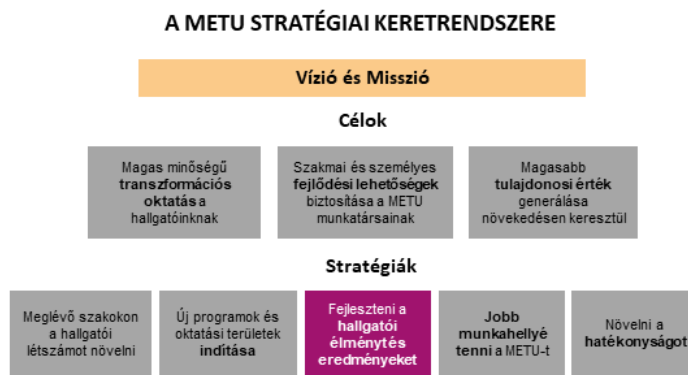 A METU STRATÉGIAI KERETRENDSZERE
Vízió és Misszió
Célok
Magas minőségű
transzformációs
oktatás a
hallgatóinknak
Szakmai és személyes
fejlődési lehetőségek
biztosítása a METU
munkatársainak
Magasabb
tulajdonosi érték
generálása
növekedésen keresztül
Stratégiák
Meglévő szakokon
a hallgatói
létszámot növelni
Új programok és
oktatási területek
indítása
Fejleszteni a
hallgatói
élményt és
eredményeket
Jobb
munkahellyé
tenni a METU-t
Növelni a
hatékonyságot